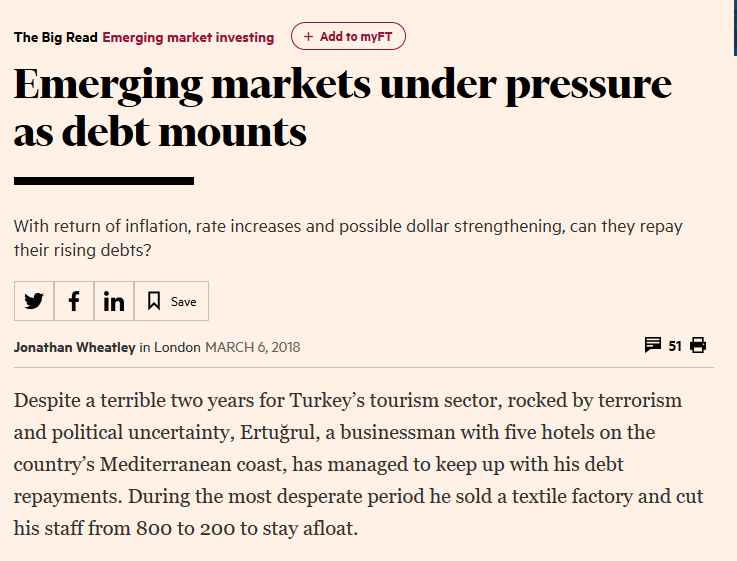 The Big Read Emerging market investing + Add to myFT
Emerging markets under pressure
as debt mounts
With return of inflation, rate increases and possible dollar strengthening, can they repay
their rising debts?
Save
Jonathan Wheatley in London MARCH 6, 2018 51
Despite a terrible two years for Turkey’s tourism sector, rocked by terrorism
and political uncertainty, Ertuğrul, a businessman with five hotels on the
country’s Mediterranean coast, has managed to keep up with his debt
repayments. During the most desperate period he sold a textile factory and cut
his staff from 800 to 200 to stay afloat.